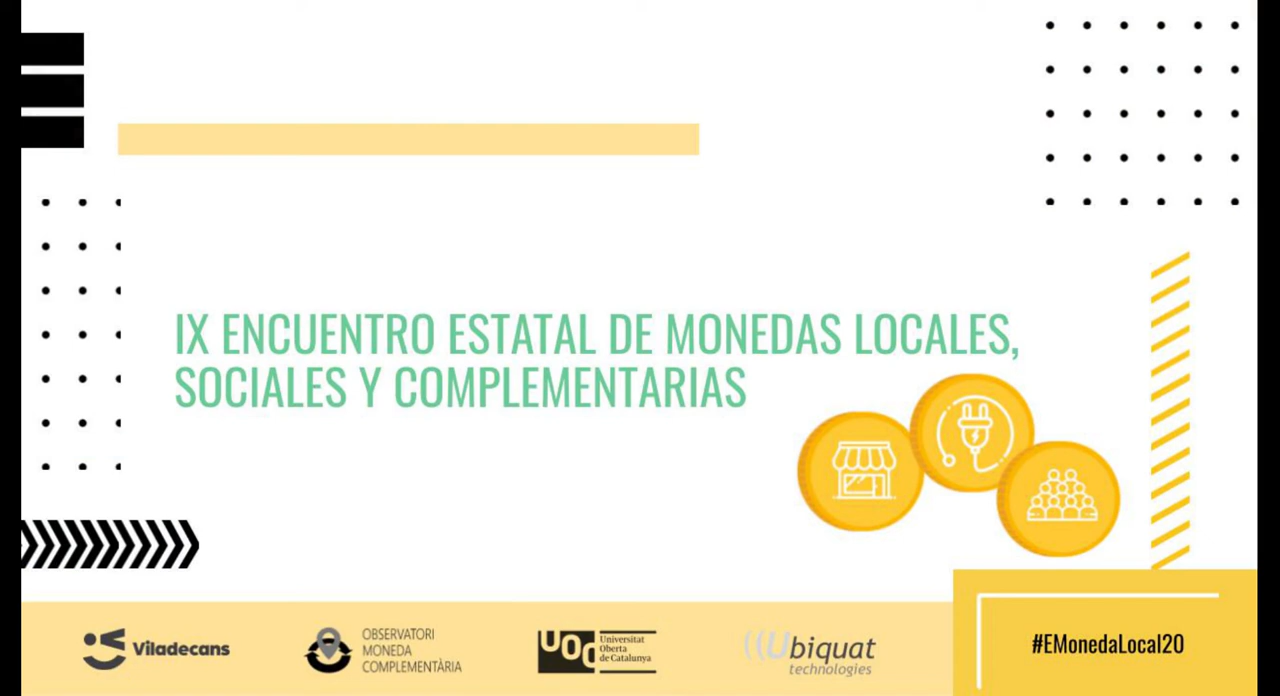 IX ENCUENTRO ESTATAL DE MONEDAS LOCALES,
SOCIALES Y COMPLEMENTARIAS
Viladecans
OBSERVATORI
MONEDA
COMPLEMENTÀRIA
UOC
Universitat
Oberta
de Catalunya
Ubiquat
technologies
#EMonedaLocal20